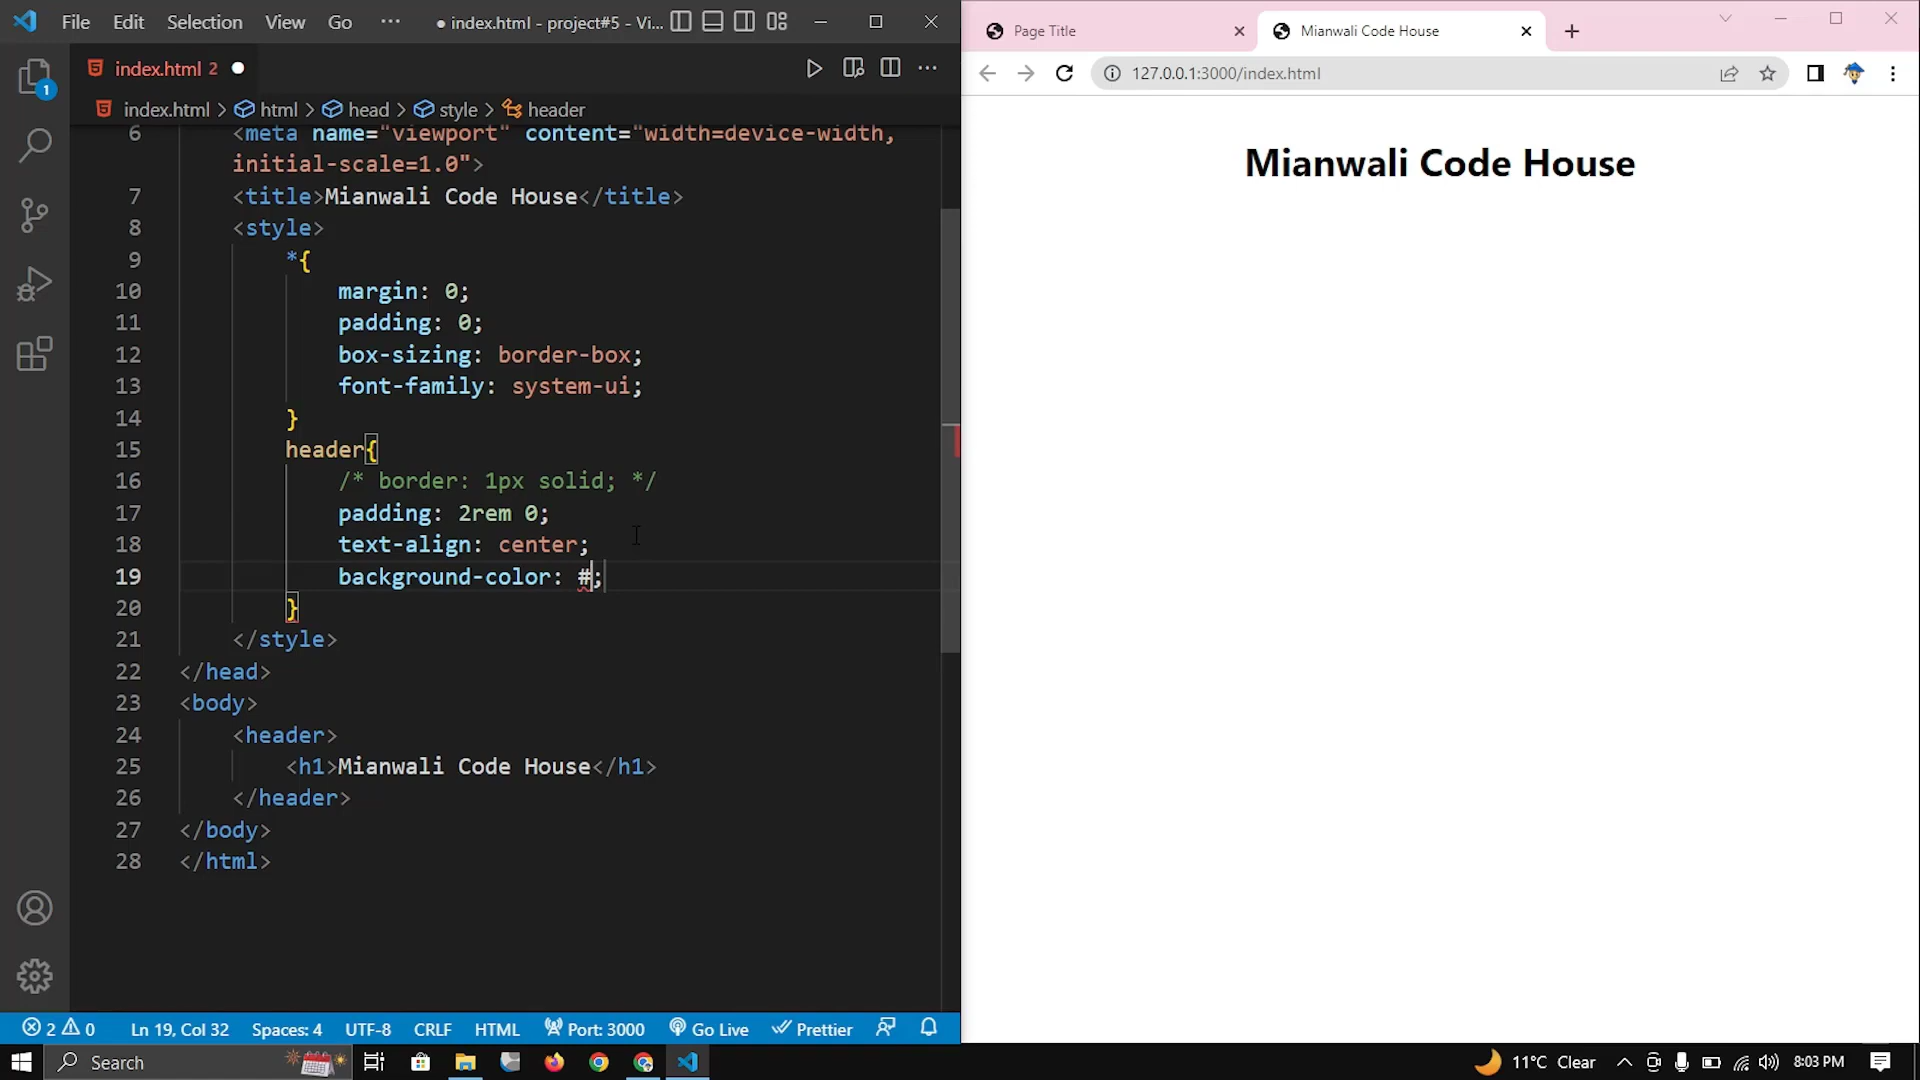 File Edit Selection View Go ··· ● index.html - project#5 - Vi...
index.html 2 ●
index.html > html > head > style > header
6 <meta name="viewport" content="width=device-width,
initial-scale=1.0">
7 <title>Mianwali Code House</title>
8 <style>
9 *{
10 margin: 0;
11 padding: 0;
12 box-sizing: border-box;
13 font-family: system-ui;
14 }
15 header{
16 /* border: 1px solid; */
17 padding: 2rem 0;
18 text-align: center;
19 background-color: #;
20 }
21 </style>
22 </head>
23 <body>
24 <header>
25 <h1>Mianwali Code House</h1>
26 </header>
27 </body>
28 </html>
1
2 0 Ln 19, Col 32 Spaces: 4 UTF-8 CRLF HTML Port: 3000 Go Live Prettier
Page Title
Mianwali Code House
127.0.0.1:3000/index.html
Mianwali Code House
Search
11°C Clear
8:03 PM